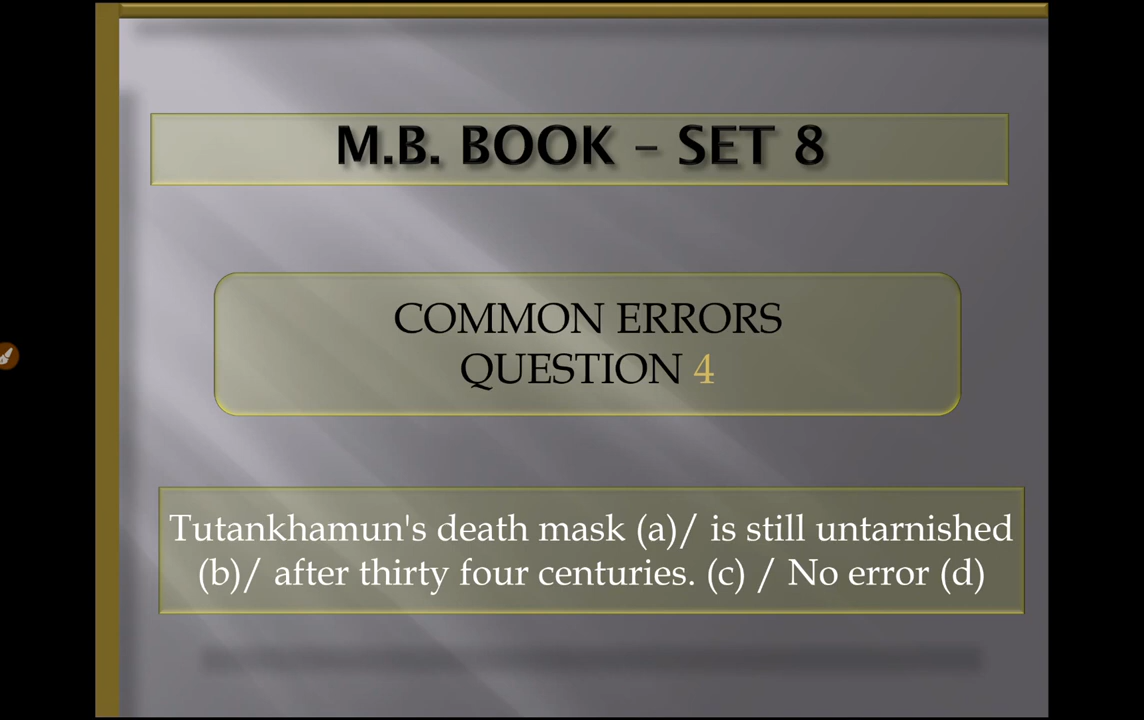 M.B. BOOK – SET 8
COMMON ERRORS
QUESTION 4
Tutankhamun's death mask (a)/ is still untarnished
(b)/ after thirty four centuries. (c) / No error (d)